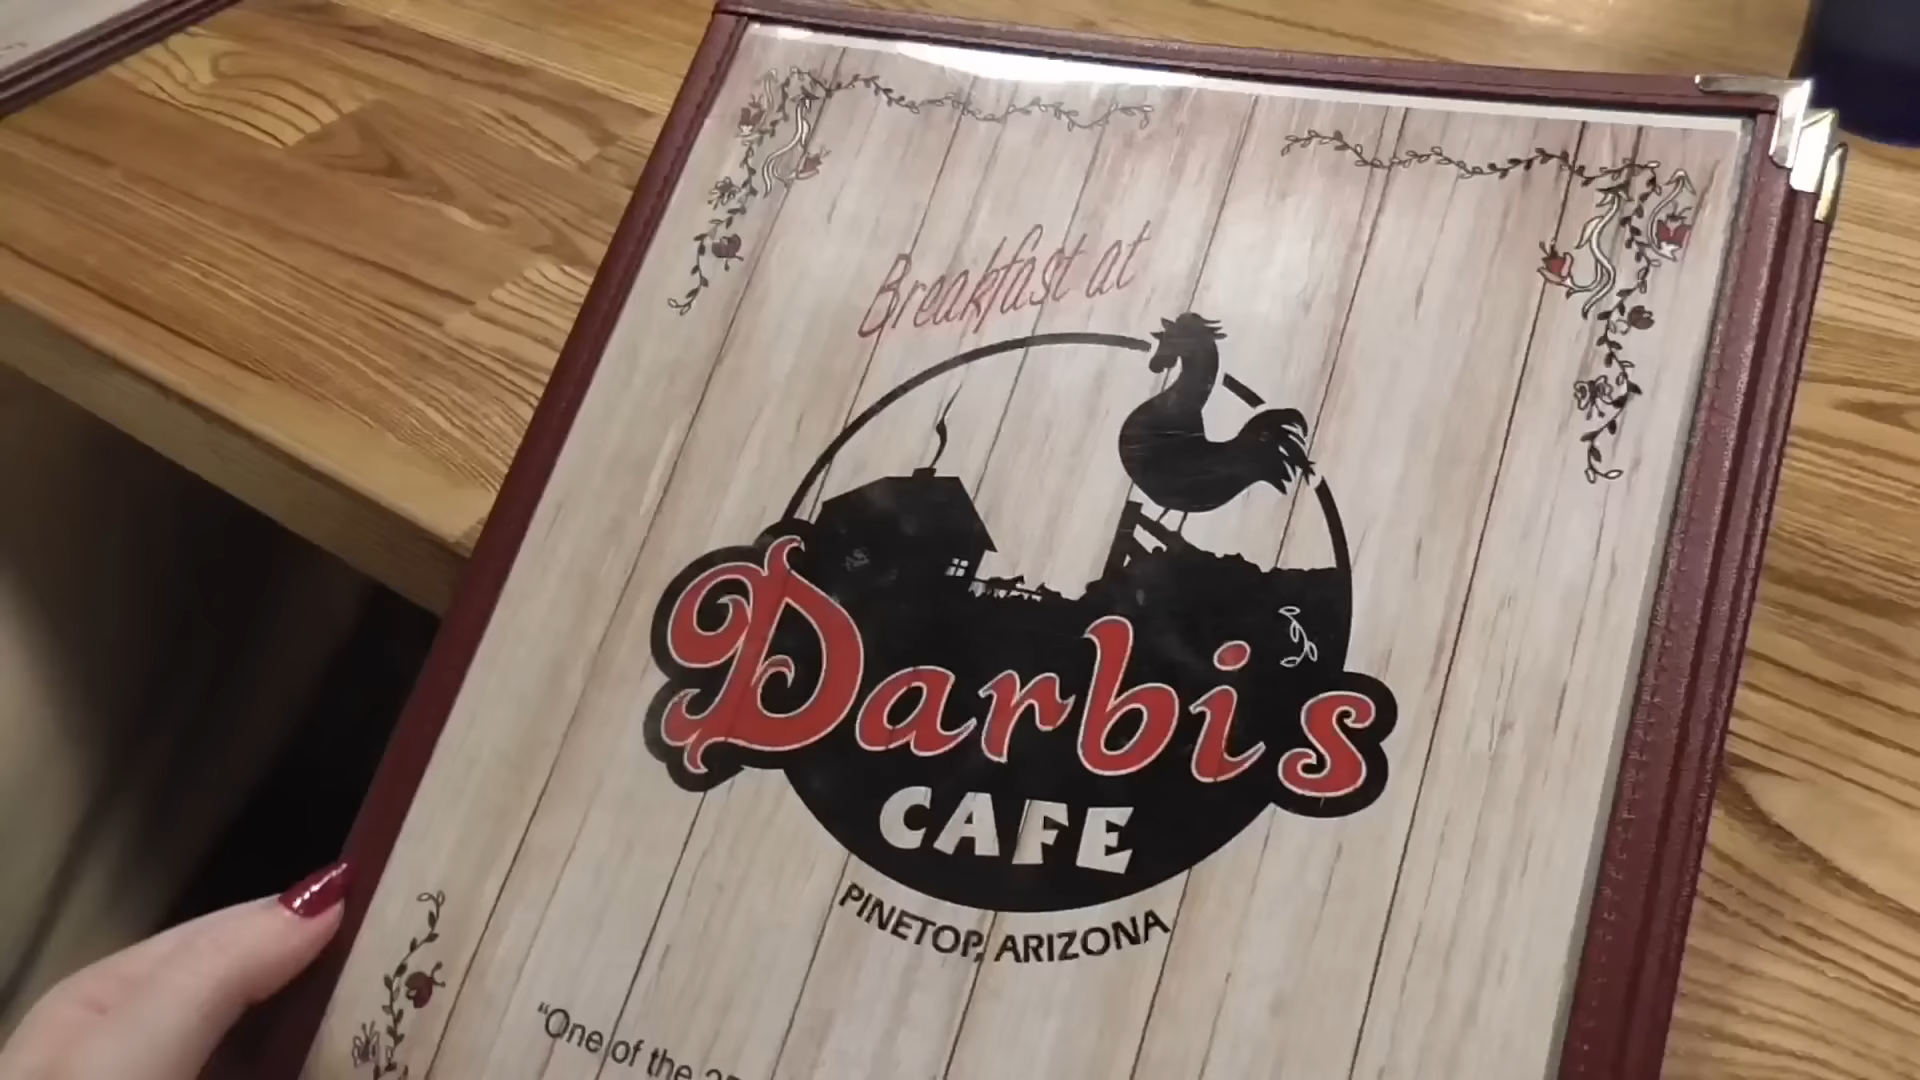 Breakfast at
Darbis
CAFE
PINETOP, ARIZONA
“One of the